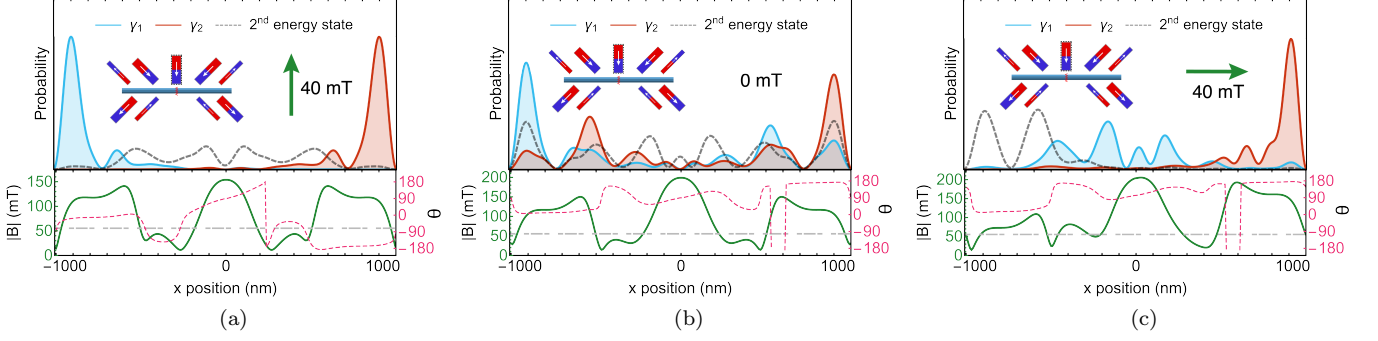 γ1 γ2 2nd energy state
Probability
40 mT
150
100
50
0
|B| (mT)
180
90
0
−90
−180
θ
−1000 0 1000
x position (nm)
(a)
γ1 γ2 2nd energy state
Probability
0 mT
200
150
100
50
0
|B| (mT)
180
90
0
−90
−180
θ
−1000 0 1000
x position (nm)
(b)
γ1 γ2 2nd energy state
Probability
40 mT
200
150
100
50
0
|B| (mT)
180
90
0
−90
−180
θ
−1000 0 1000
x position (nm)
(c)